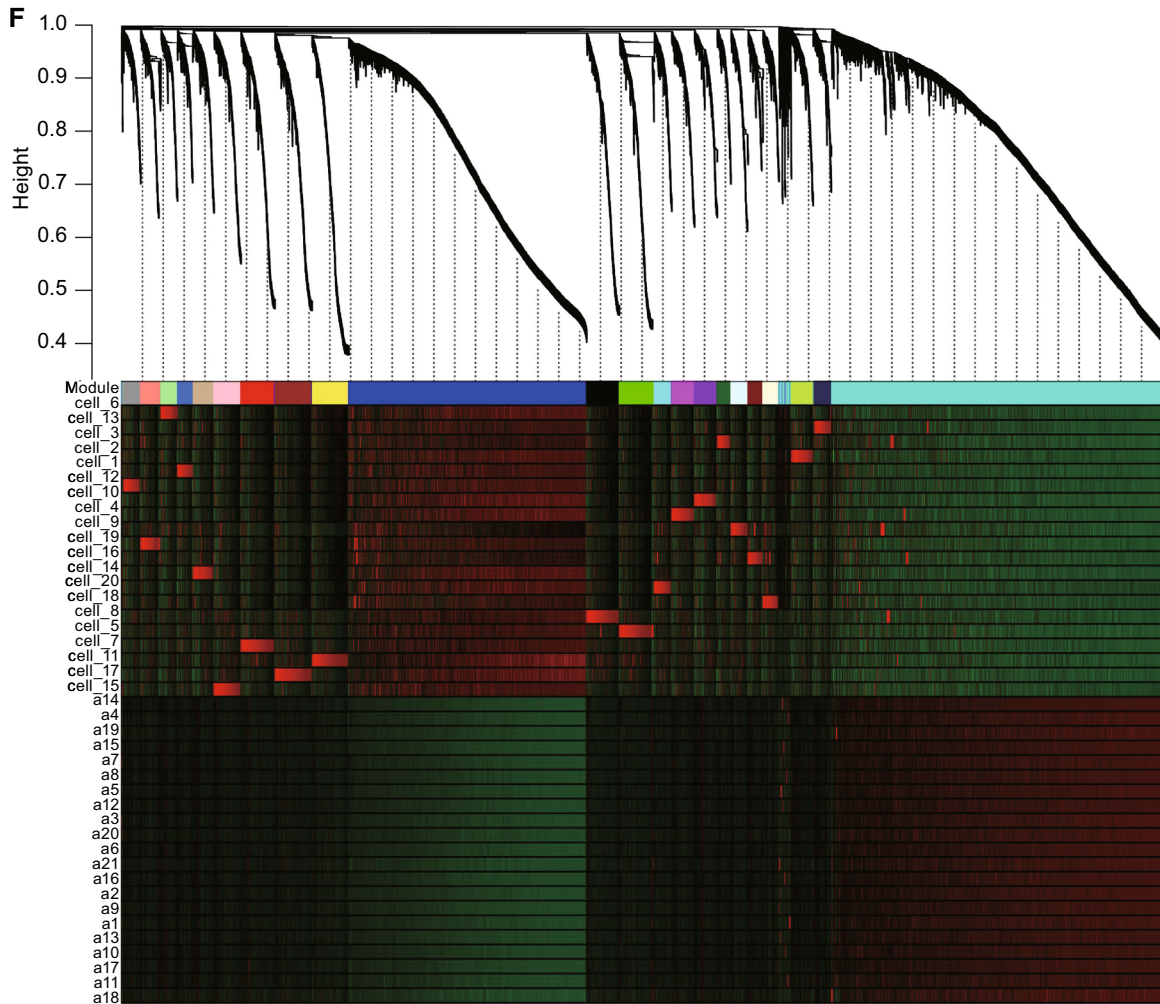 F
1.0
0.9
0.8
0.7
0.6
0.5
0.4
Height
Module
cell_6
cell_13
cell_3
cell_2
cell_1
cell_12
cell_10
cell_4
cell_9
cell_19
cell_16
cell_14
cell_20
cell_18
cell_8
cell_5
cell_7
cell_11
cell_17
cell_15
a14
a4
a19
a15
a7
a8
a5
a12
a3
a20
a6
a21
a16
a2
a9
a1
a13
a10
a17
a11
a18